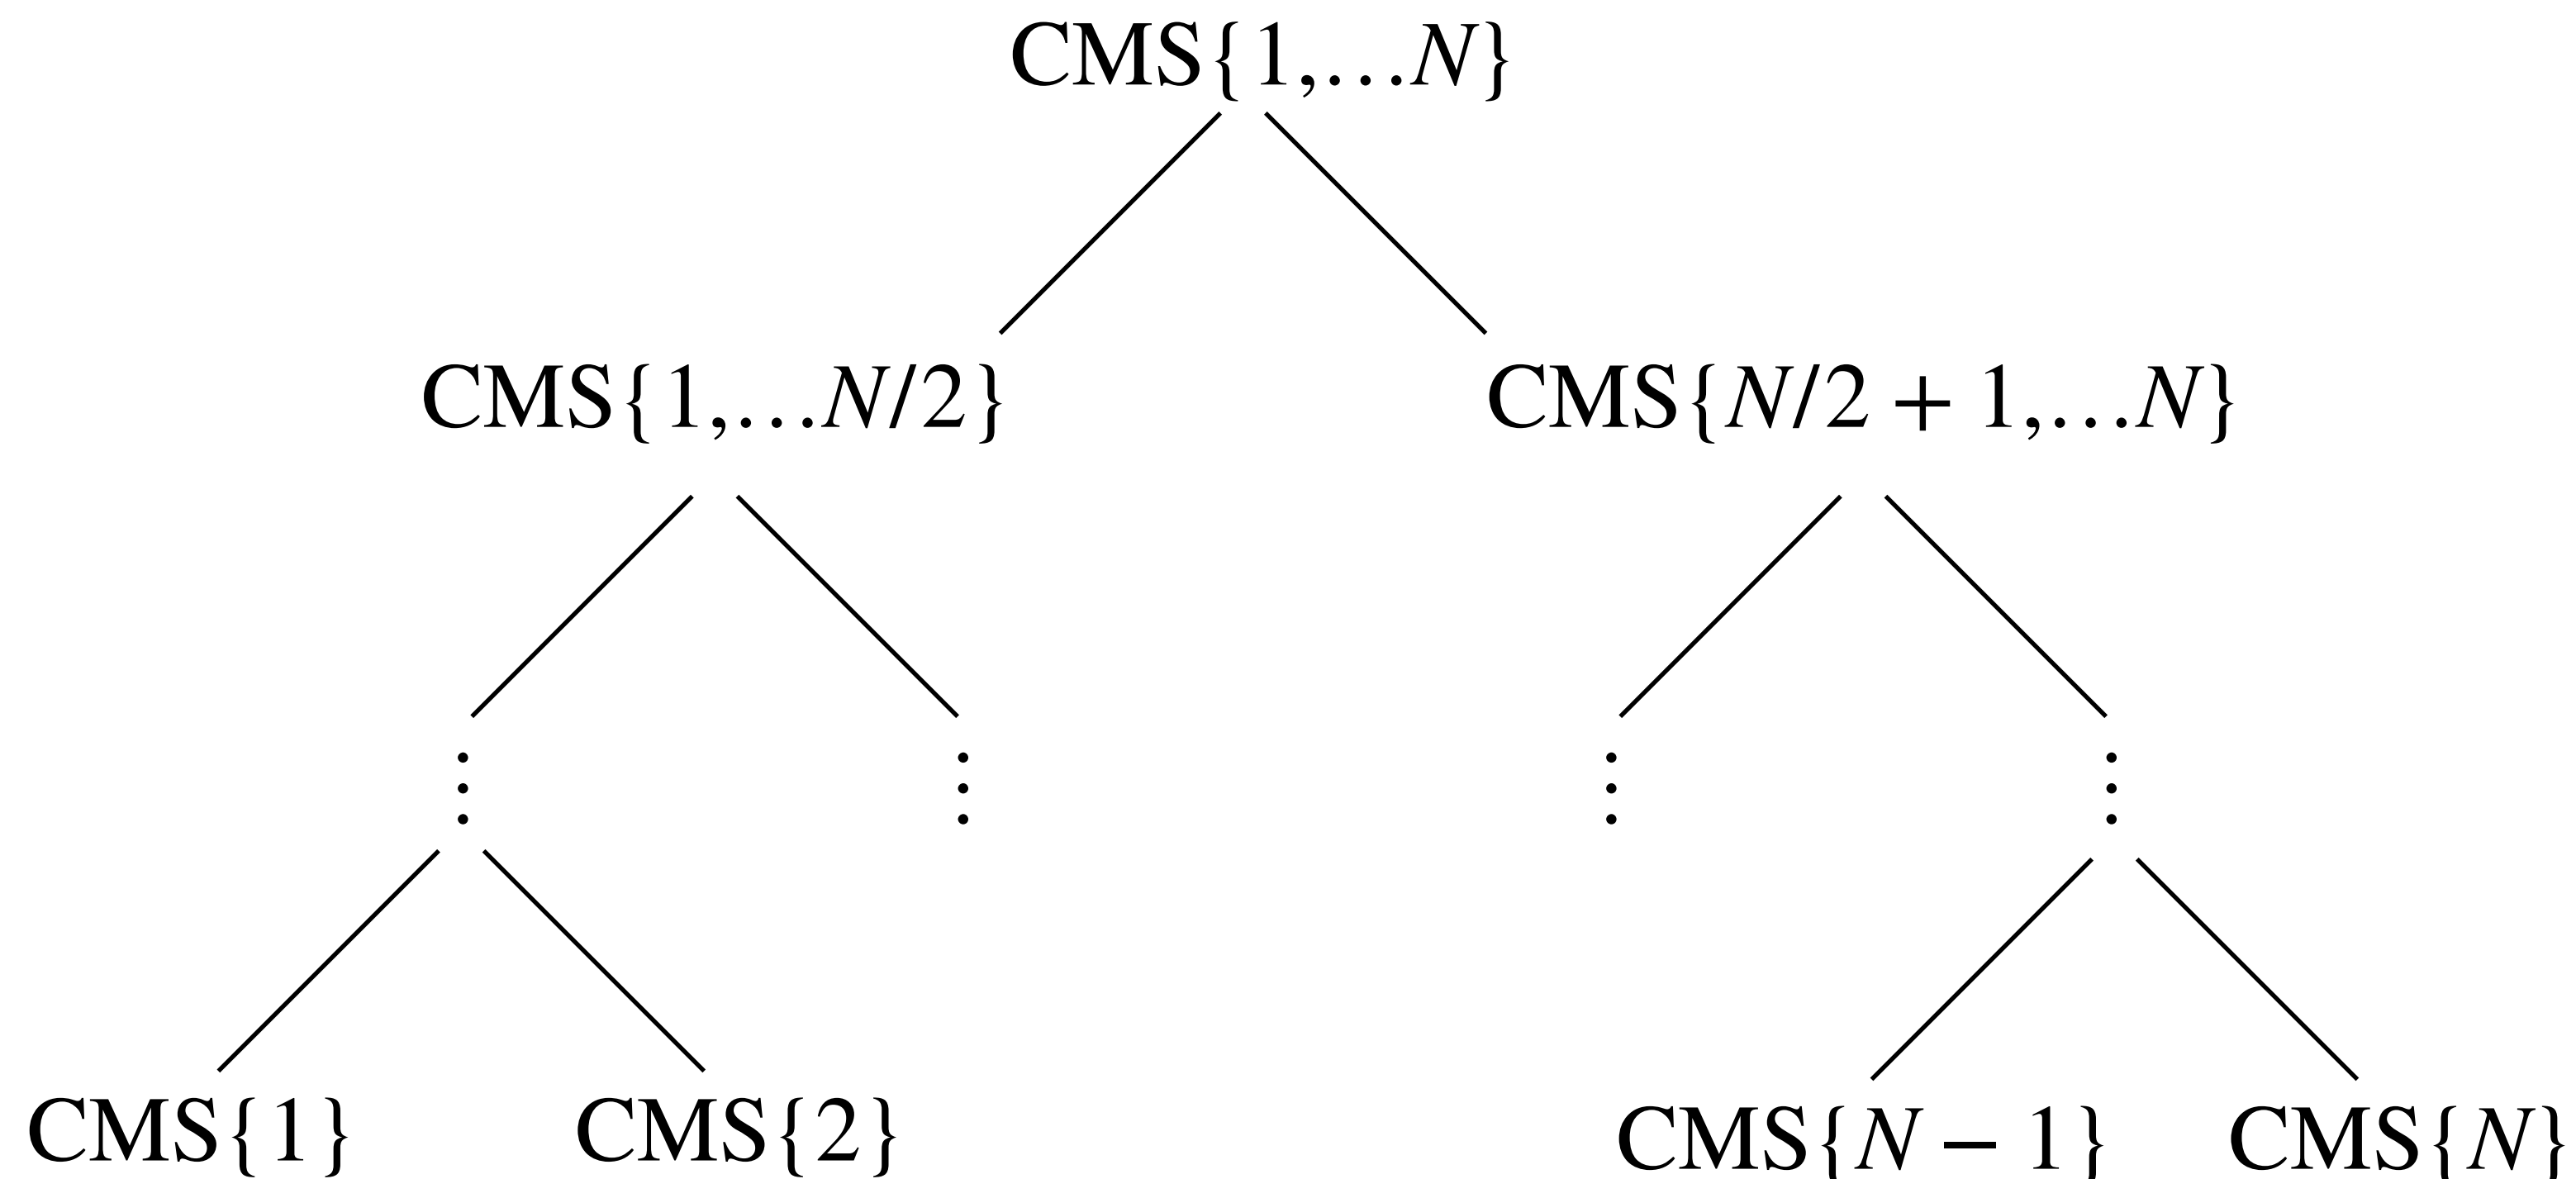 CMS{1,…N}
CMS{1,…N/2} CMS{N/2 + 1,…N}
⋮ ⋮ ⋮ ⋮
CMS{1} CMS{2} CMS{N − 1} CMS{N}